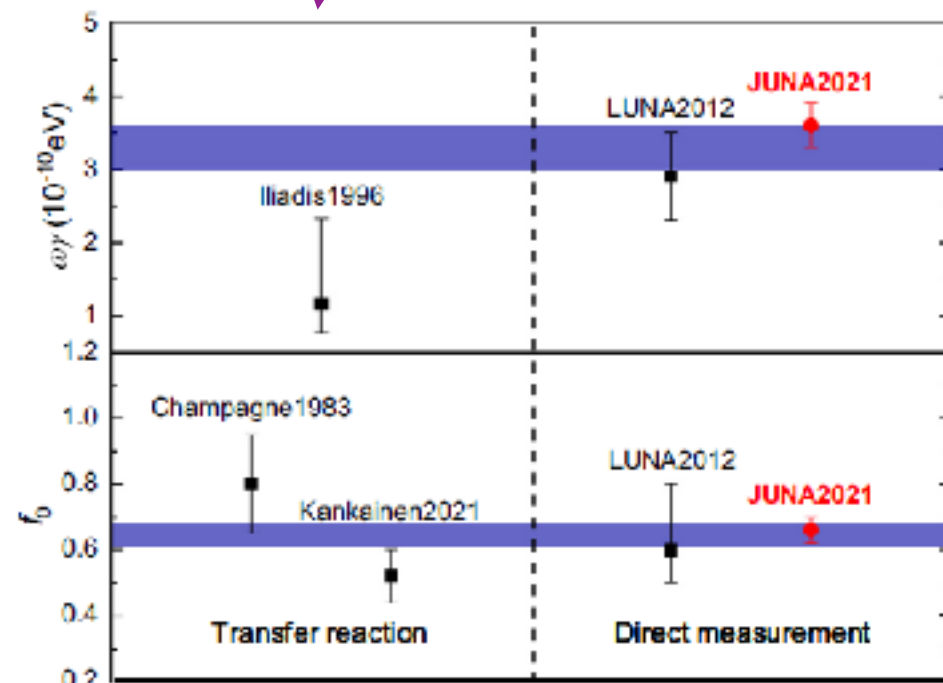 5
JUNA2021
4
LUNA2012
ωγ (10⁻¹⁰eV)
3
Iliadis1996
2
1
1.2
Champagne1983
1.0
LUNA2012
0.8
JUNA2021
Kankainen2021
f₀
0.6
0.4
Transfer reaction
Direct measurement
0.2